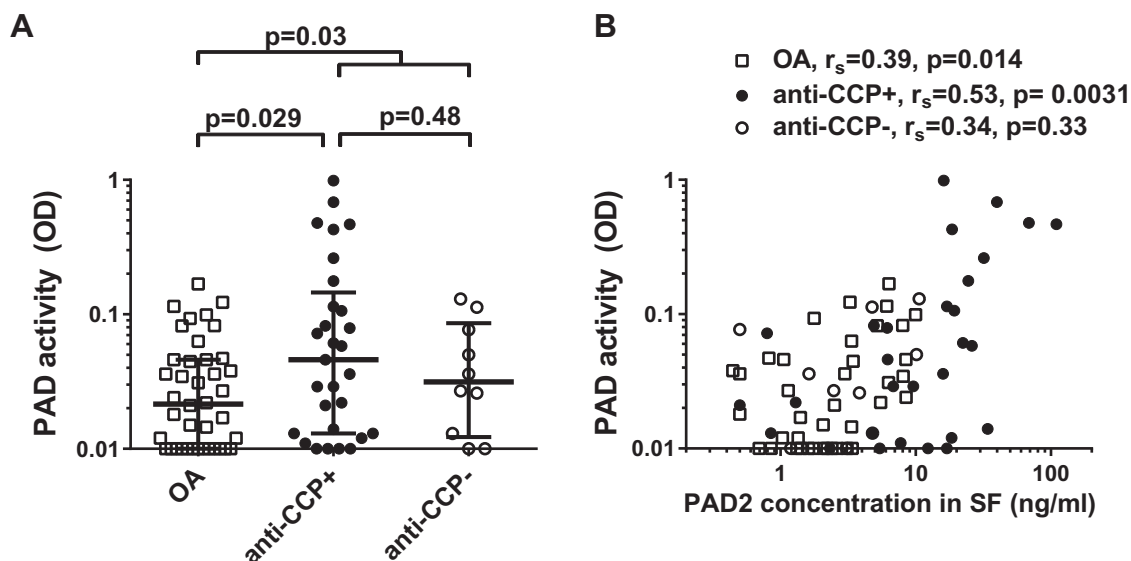 A
p=0.03
p=0.029
p=0.48
PAD activity (OD)
1
0.1
0.01
OA
anti-CCP+
anti-CCP-
B
OA, rs=0.39, p=0.014
anti-CCP+, rs=0.53, p= 0.0031
anti-CCP-, rs=0.34, p=0.33
PAD activity (OD)
1
0.1
0.01
1
10
100
PAD2 concentration in SF (ng/ml)